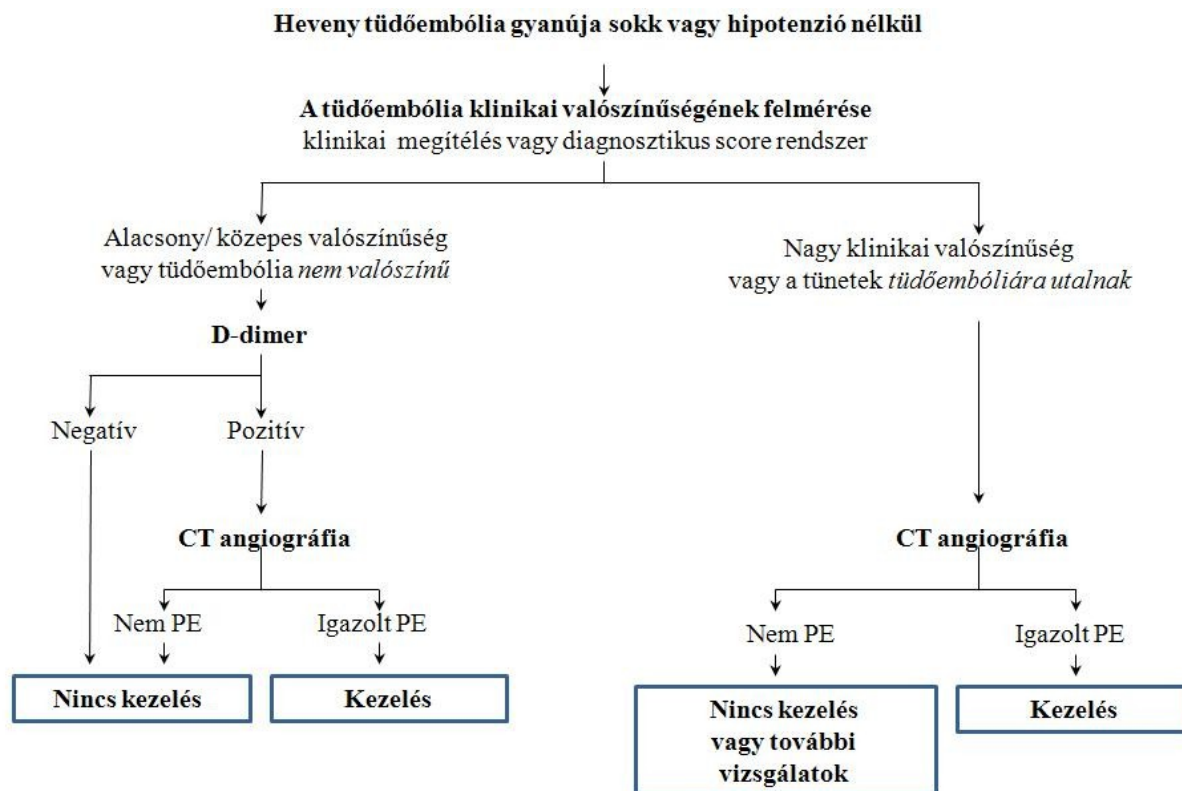 Heveny tüdőembólia gyanúja sokk vagy hipotenzió nélkül
A tüdőembólia klinikai valószínűségének felmérése
klinikai megítélés vagy diagnosztikus score rendszer
Alacsony/ közepes valószínűség
vagy tüdőembólia nem valószínű
Nagy klinikai valószínűség
vagy a tünetek tüdőembóliára utalnak
D-dimer
Negatív
Pozitív
CT angiográfia
CT angiográfia
Nem PE
Igazolt PE
Nem PE
Igazolt PE
Nincs kezelés
Kezelés
Nincs kezelés
vagy további
vizsgálatok
Kezelés